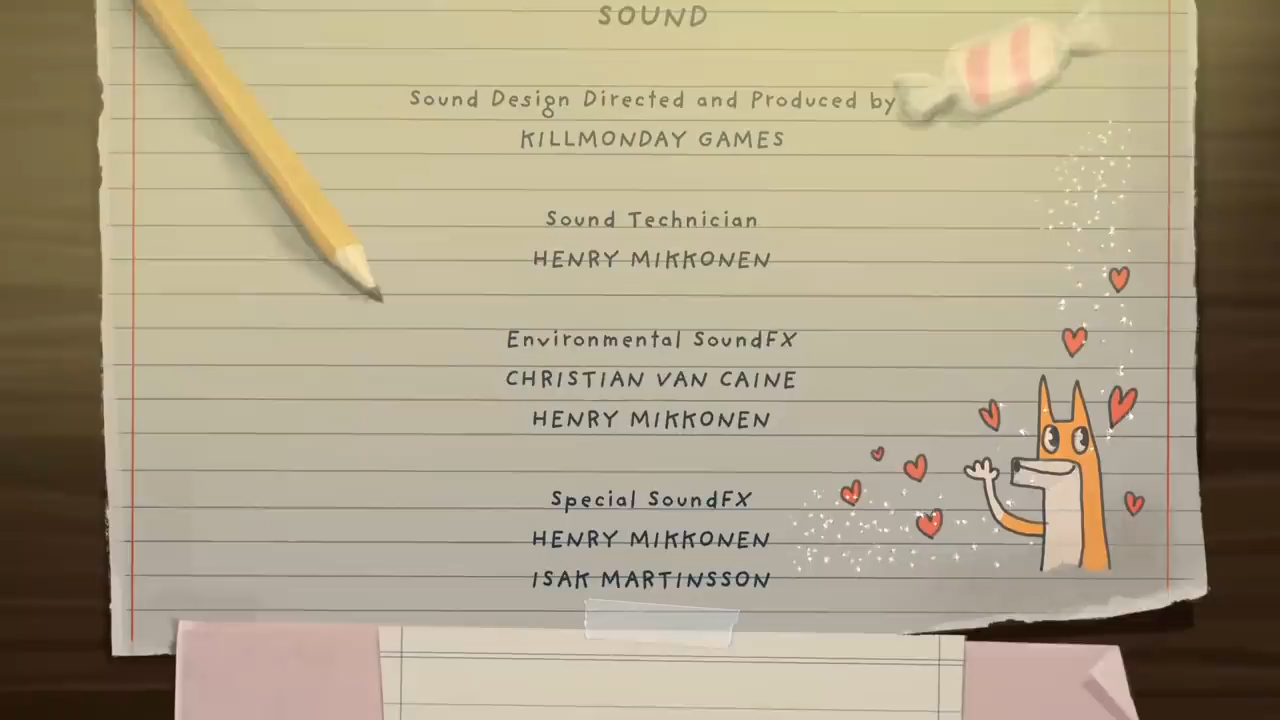 SOUND
Sound Design Directed and Produced by
KILLMONDAY GAMES
Sound Technician
HENRY MIKKONEN
Environmental SoundFX
CHRISTIAN VAN CAINE
HENRY MIKKONEN
Special SoundFX
HENRY MIKKONEN
ISAK MARTINSSON